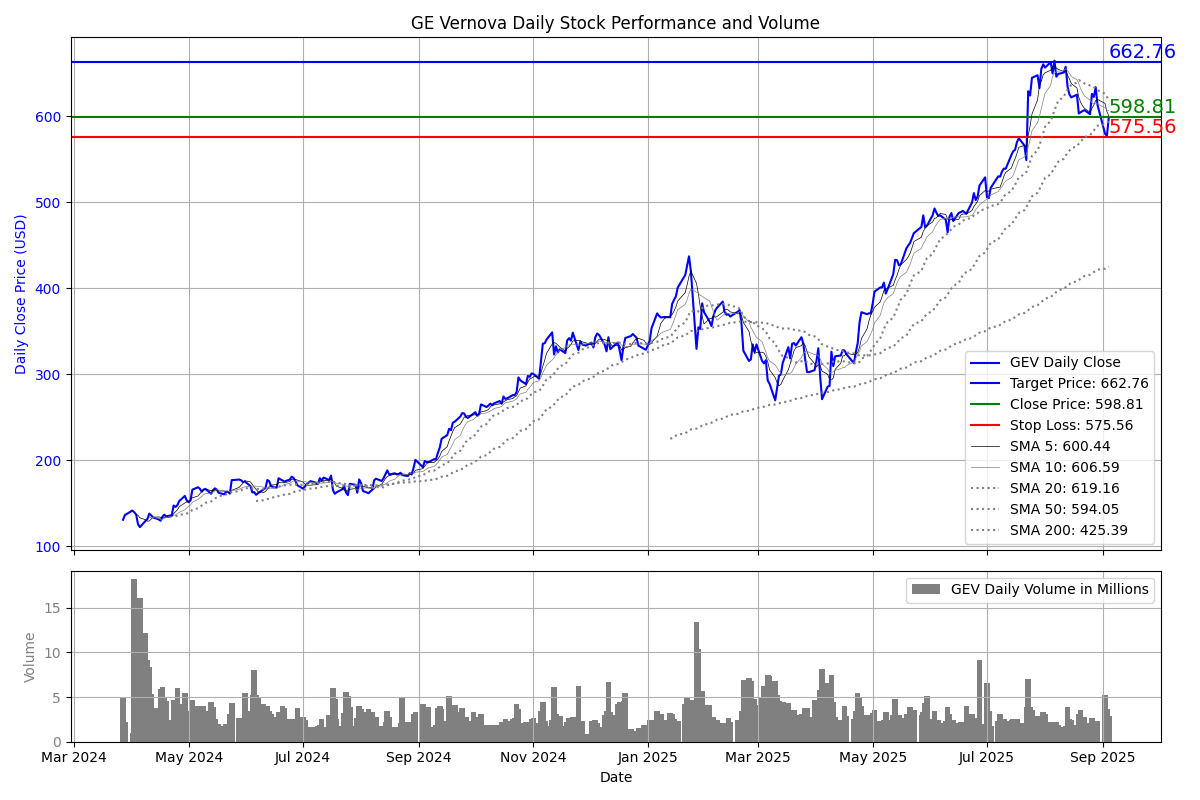 GE Vernova Daily Stock Performance and Volume
662.76
598.81
575.56
Daily Close Price (USD)
600
500
400
300
200
100
GEV Daily Close
Target Price: 662.76
Close Price: 598.81
Stop Loss: 575.56
SMA 5: 600.44
SMA 10: 606.59
SMA 20: 619.16
SMA 50: 594.05
SMA 200: 425.39
GEV Daily Volume in Millions
Volume
15
10
5
0
Mar 2024
May 2024
Jul 2024
Sep 2024
Nov 2024
Jan 2025
Mar 2025
May 2025
Jul 2025
Sep 2025
Date